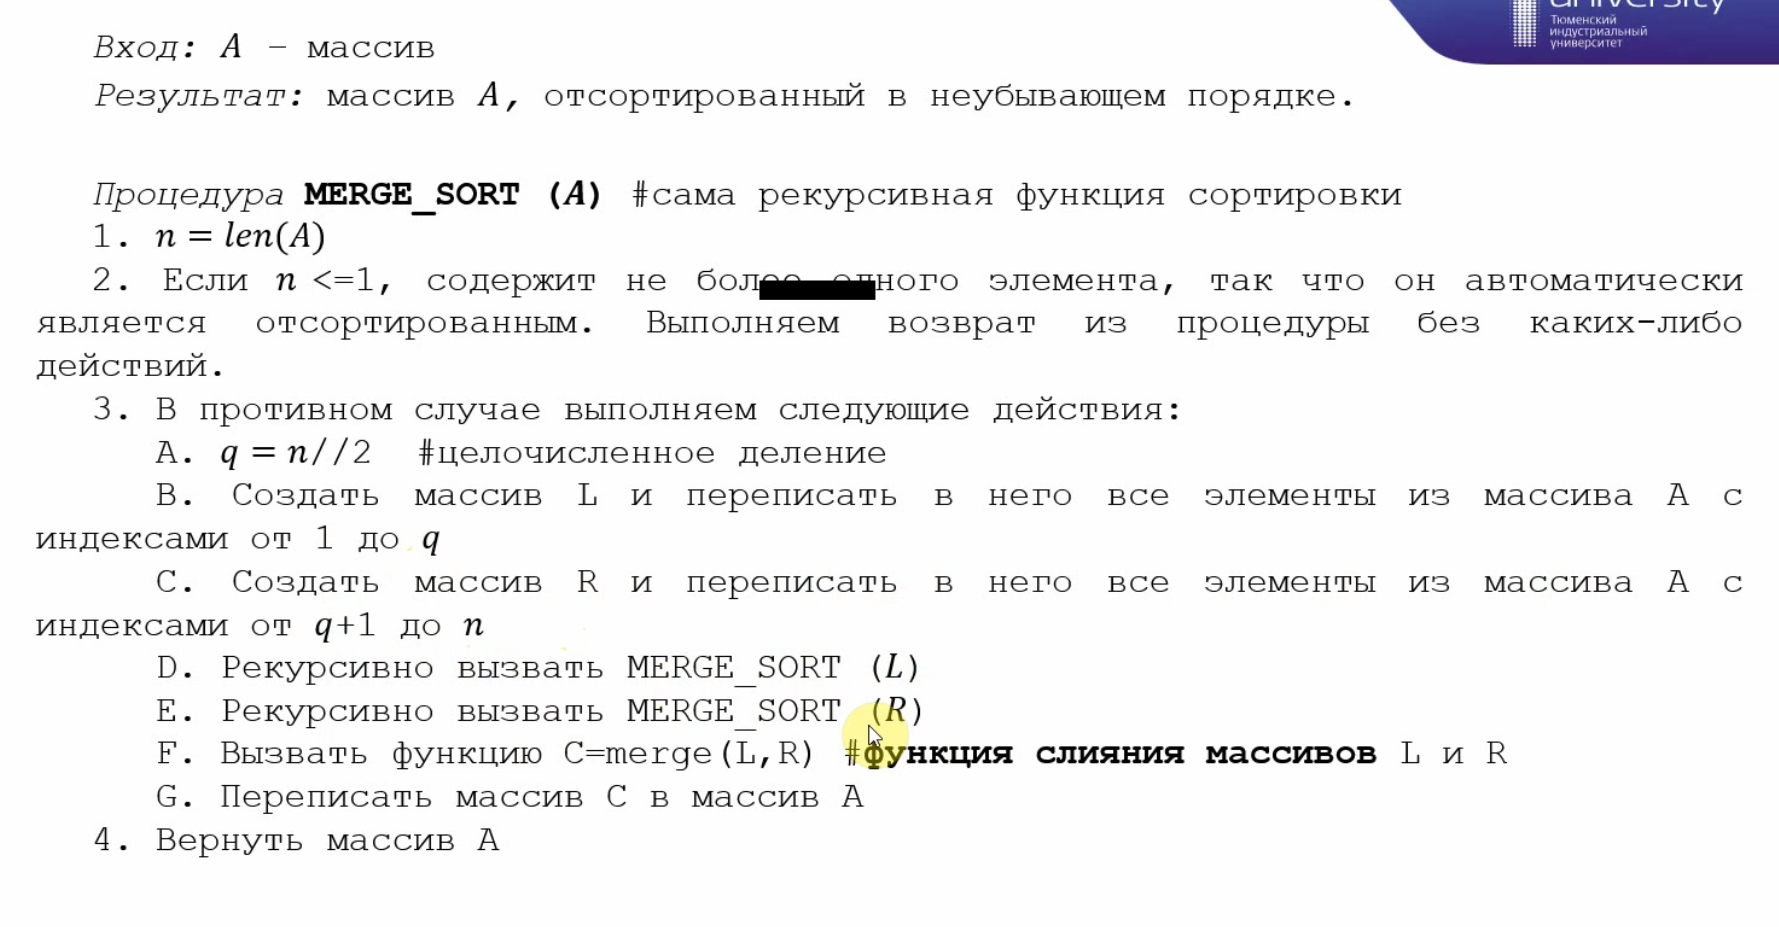 university
Тюменский
индустриальный
университет
Вход: A – массив
Результат: массив A, отсортированный в неубывающем порядке.
Процедура MERGE_SORT (A) #сама рекурсивная функция сортировки
1. n = len(A)
2. Если n <=1, содержит не более одного элемента, так что он автоматически
является отсортированным. Выполняем возврат из процедуры без каких-либо
действий.
3. В противном случае выполняем следующие действия:
A. q = n//2 #целочисленное деление
B. Создать массив L и переписать в него все элементы из массива A с
индексами от 1 до q
C. Создать массив R и переписать в него все элементы из массива A с
индексами от q+1 до n
D. Рекурсивно вызвать MERGE_SORT (L)
E. Рекурсивно вызвать MERGE_SORT (R)
F. Вызвать функцию C=merge(L,R) #функция слияния массивов L и R
G. Переписать массив C в массив A
4. Вернуть массив A